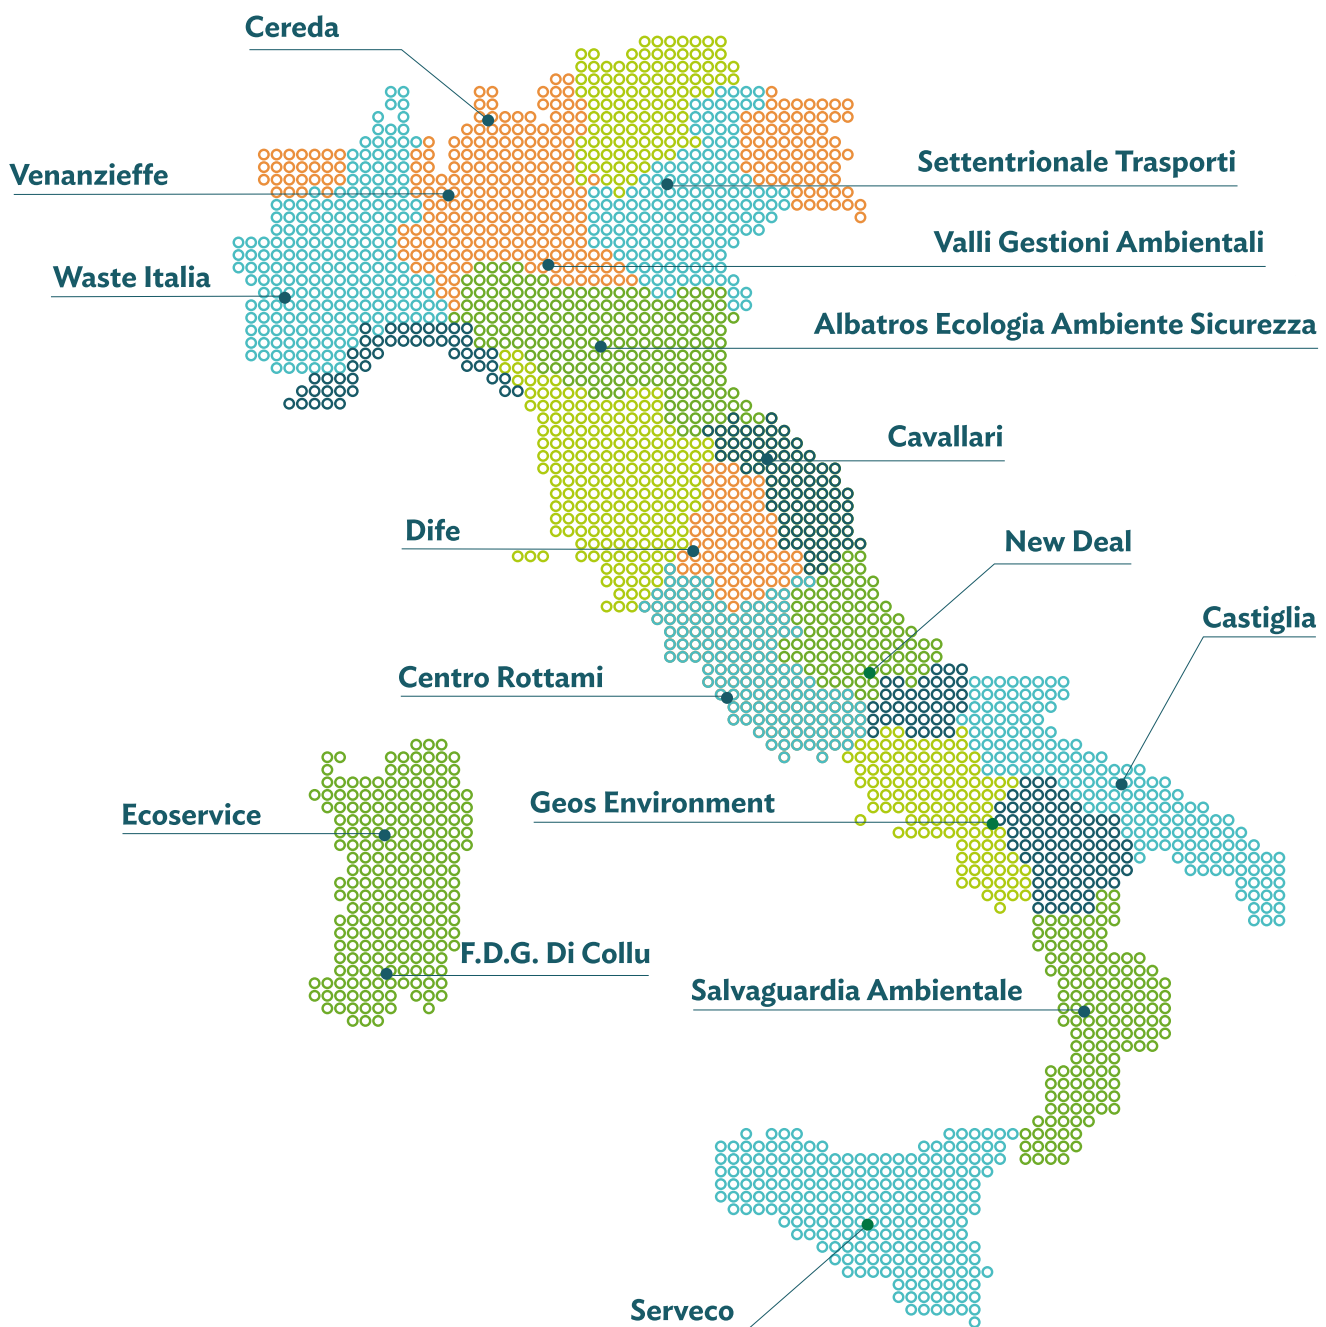 Cereda
Settentrionale Trasporti
Venanzieffe
Valli Gestioni Ambientali
Waste Italia
Albatros Ecologia Ambiente Sicurezza
Cavallari
Dife
New Deal
Castiglia
Centro Rottami
Geos Environment
Ecoservice
F.D.G. Di Collu
Salvaguardia Ambientale
Serveco